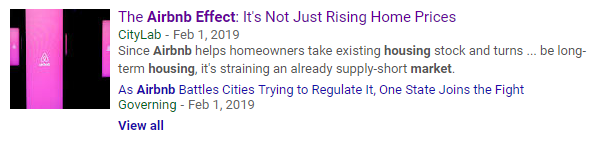 The Airbnb Effect: It's Not Just Rising Home Prices
CityLab - Feb 1, 2019
Since Airbnb helps homeowners take existing housing stock and turns ... be long-
term housing, it's straining an already supply-short market.
As Airbnb Battles Cities Trying to Regulate It, One State Joins the Fight
Governing - Feb 1, 2019
View all
airbnb